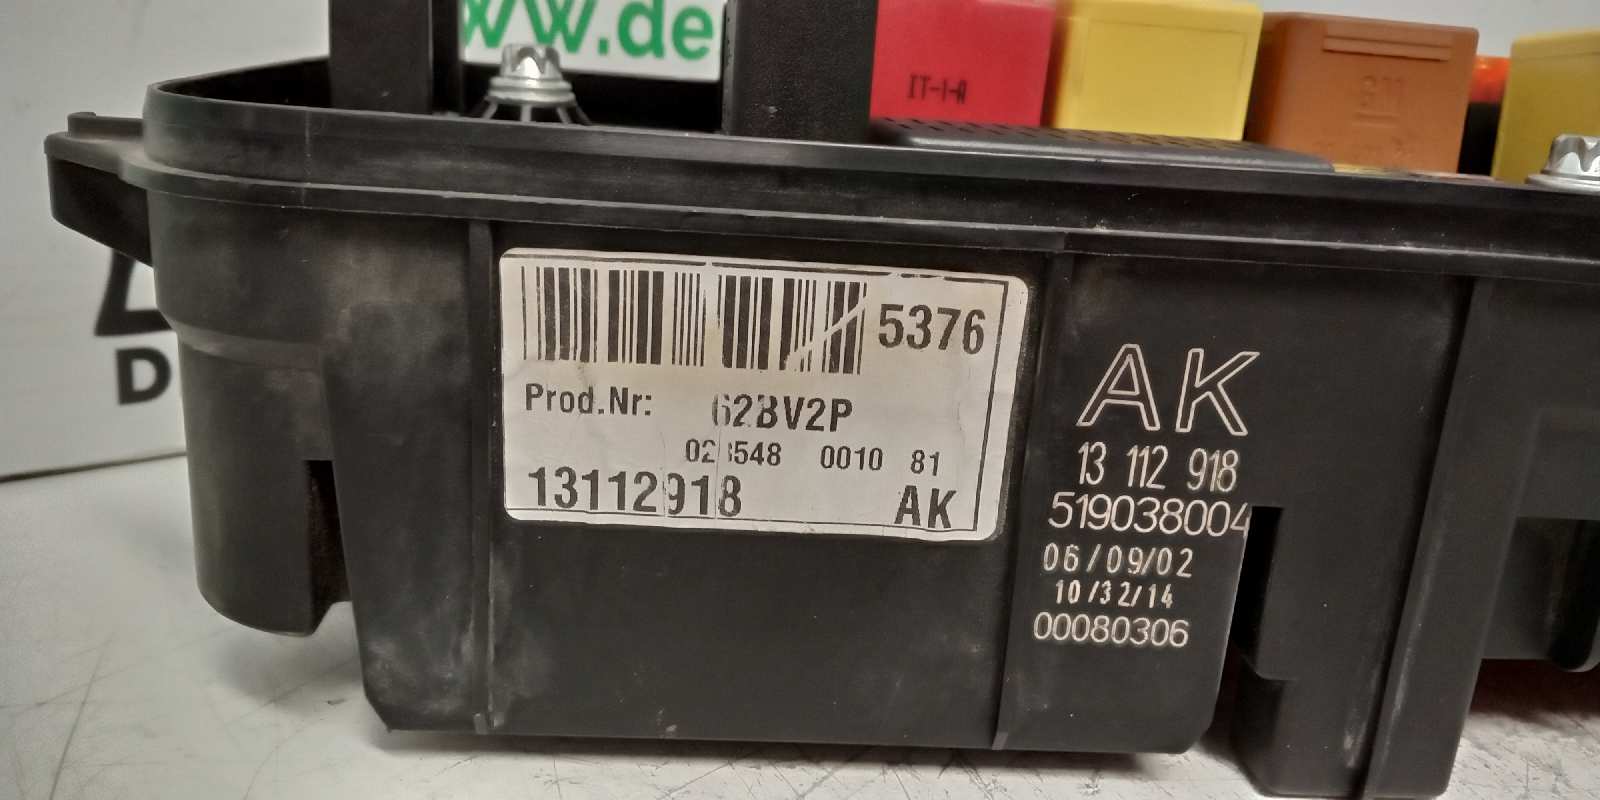 ww.de
IT-1-A
GM
D
5376
Prod.Nr: 62BV2P
0010 81
13112918 AK
AK
13 112 918
519038004
06/09/02
10/32/14
00080306